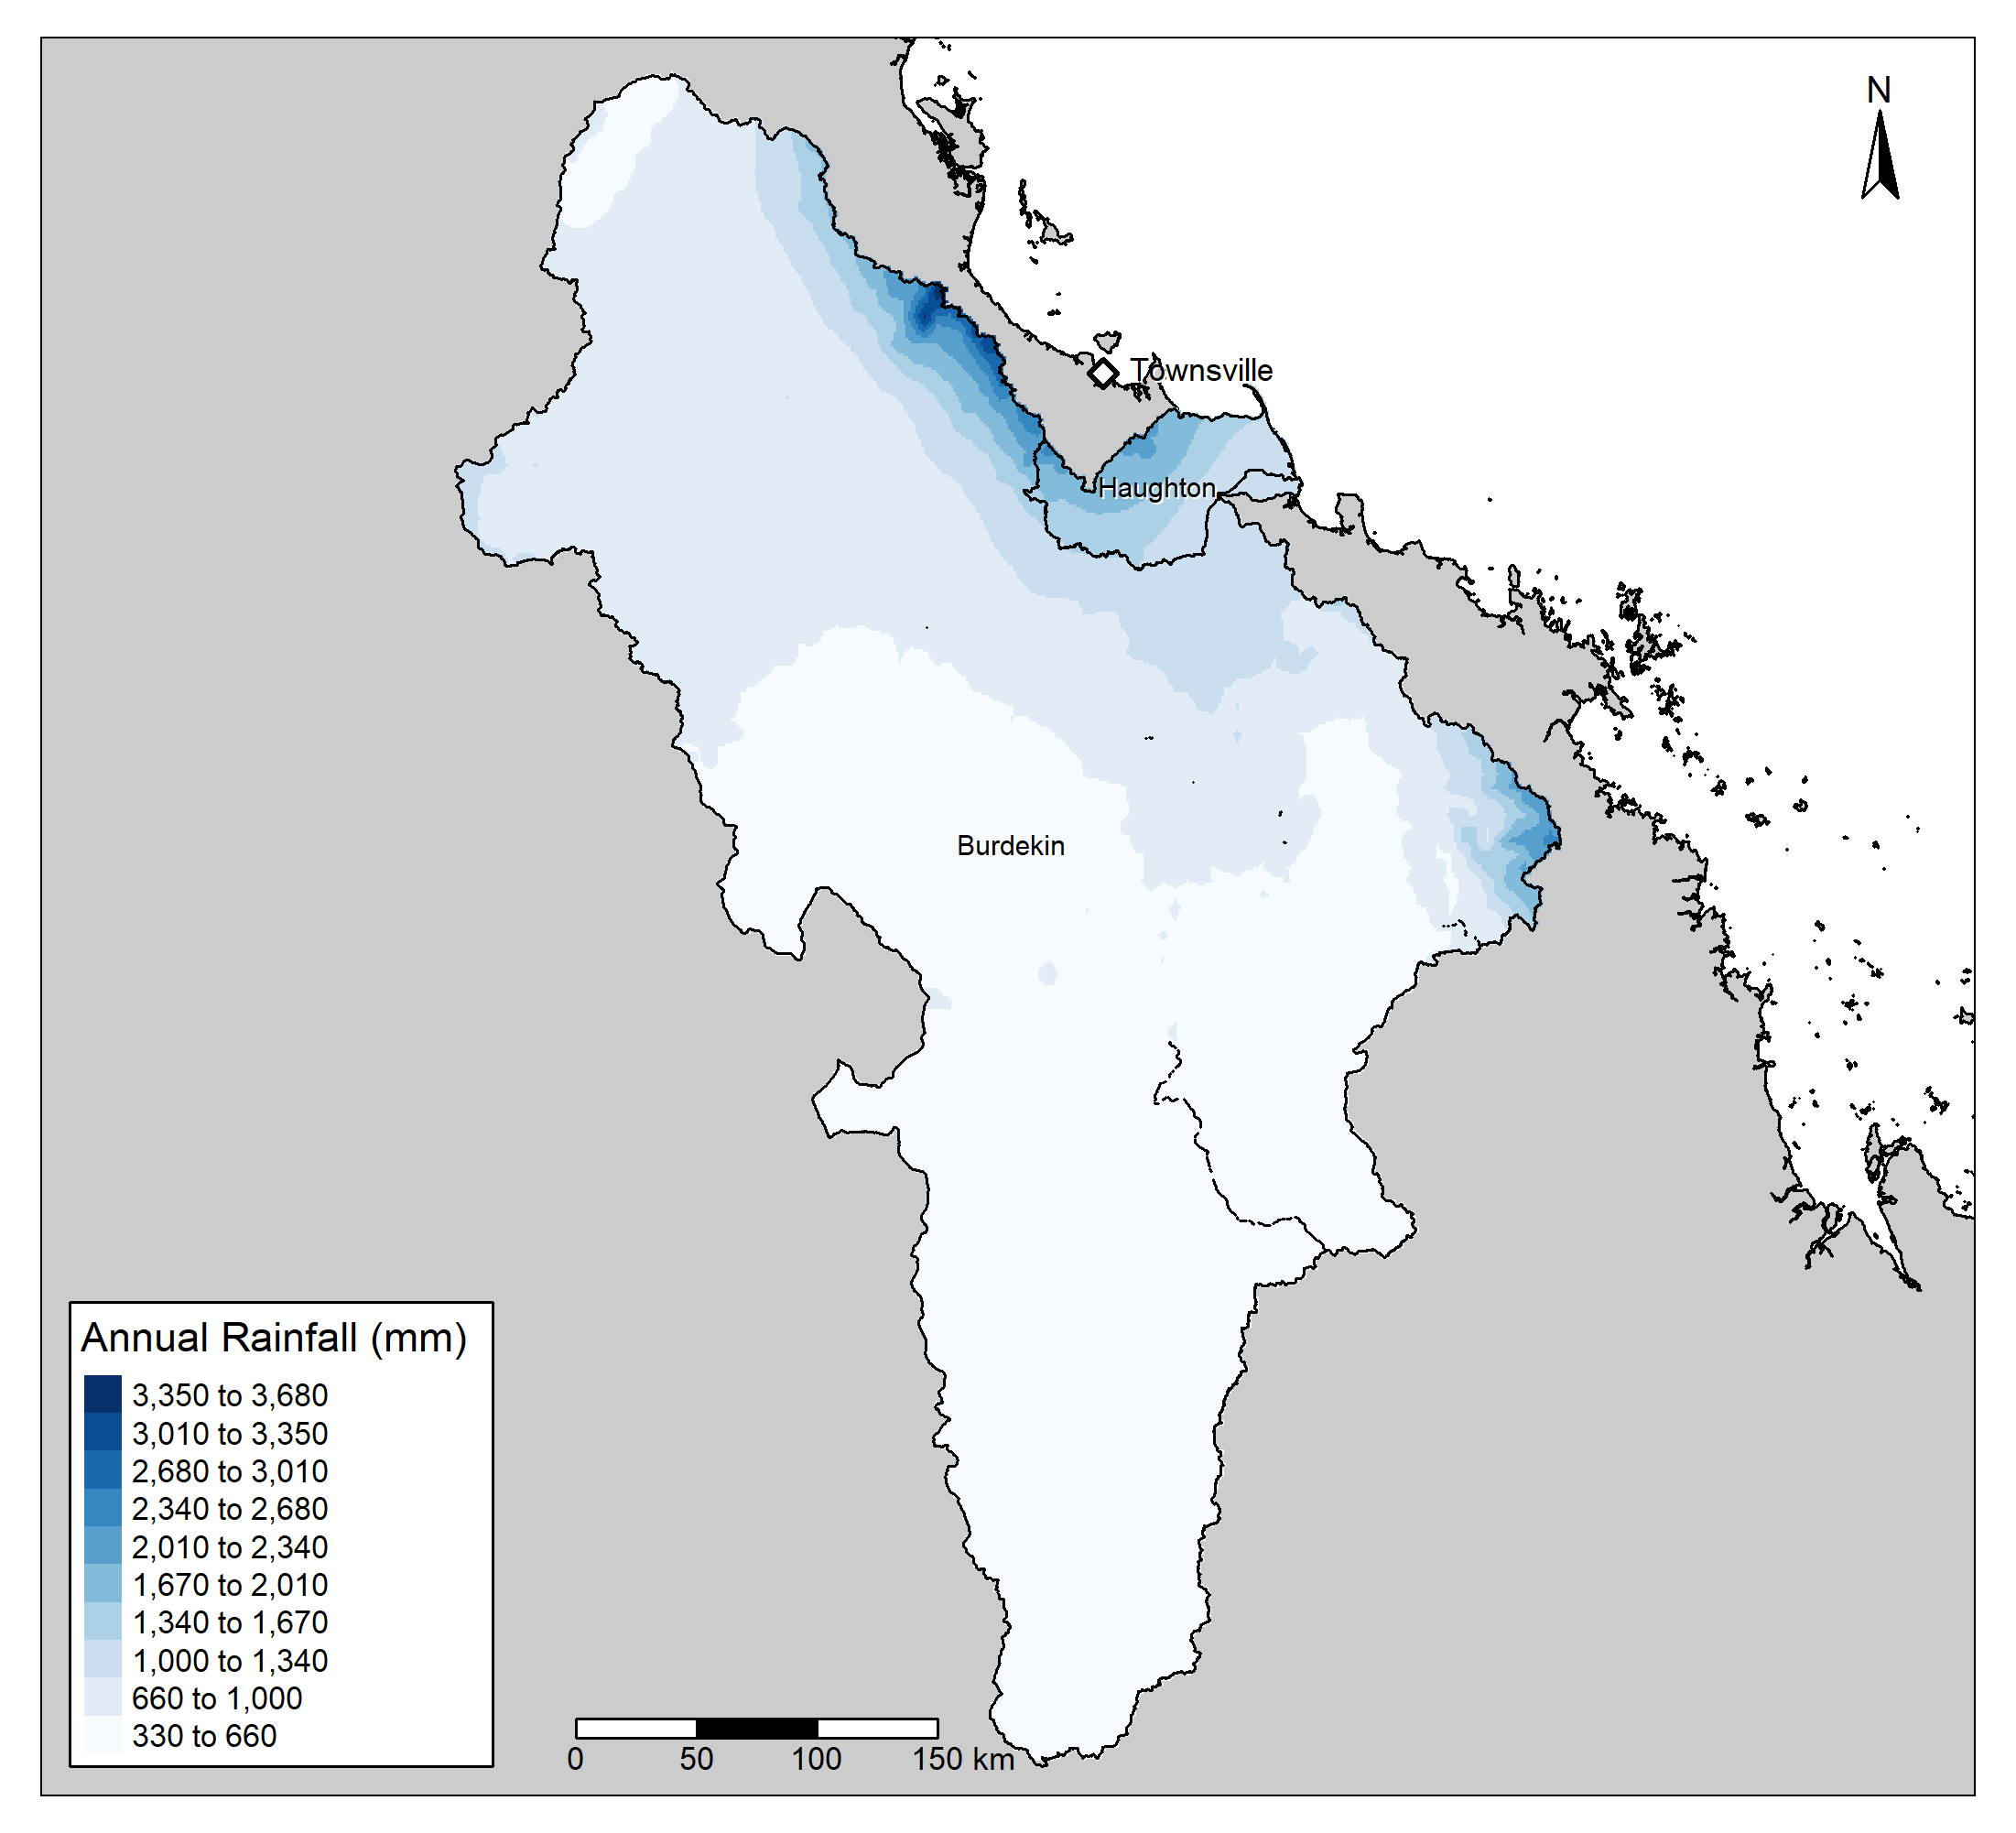 N
Townsville
Haughton
Burdekin
Annual Rainfall (mm)
3,350 to 3,680
3,010 to 3,350
2,680 to 3,010
2,340 to 2,680
2,010 to 2,340
1,670 to 2,010
1,340 to 1,670
1,000 to 1,340
660 to 1,000
330 to 660
0 50 100 150 km